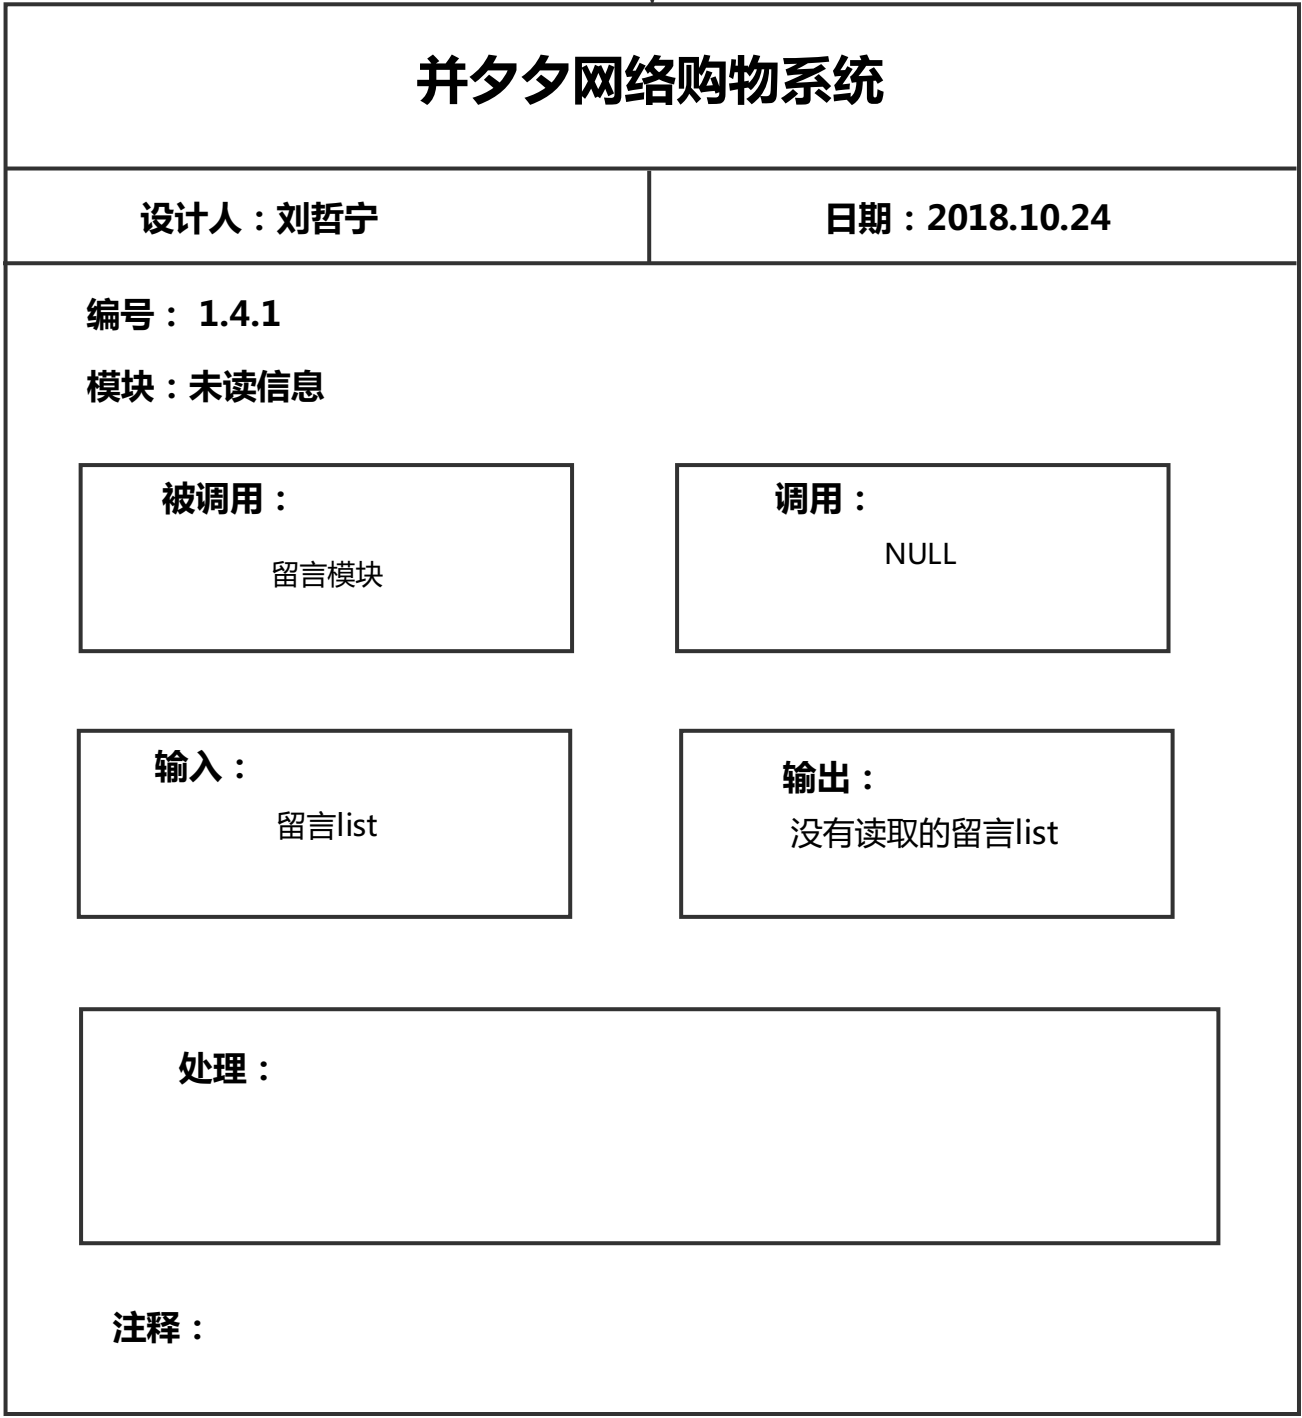 并夕夕网络购物系统
设计人：刘哲宁
日期：2018.10.24
编号： 1.4.1
模块：未读信息
被调用：
留言模块
调用：
NULL
输入：
留言list
输出：
没有读取的留言list
处理：
注释：